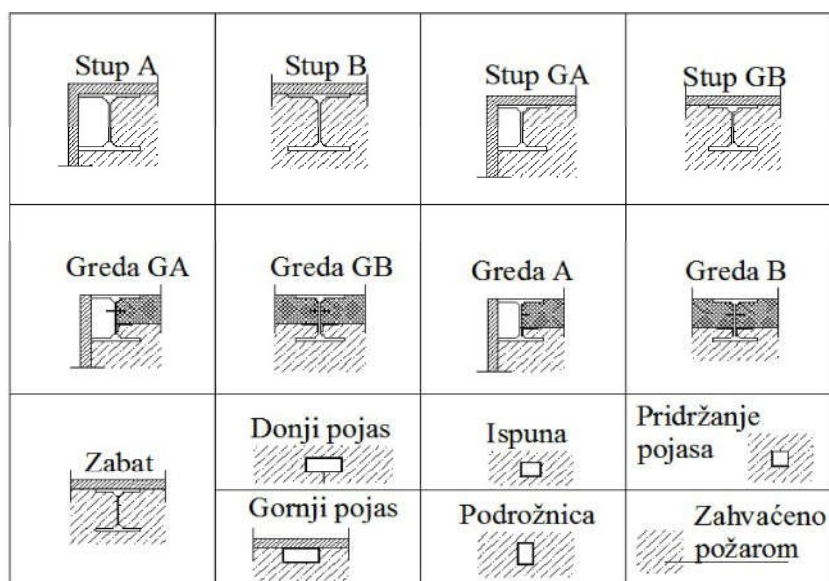 Stup A
Stup B
Stup GA
Stup GB
Greda GA
Greda GB
Greda A
Greda B
Zabat
Donji pojas
Ispuna
Pridržanje
pojasa
Gornji pojas
Podrožnica
Zahvaćeno
požarom